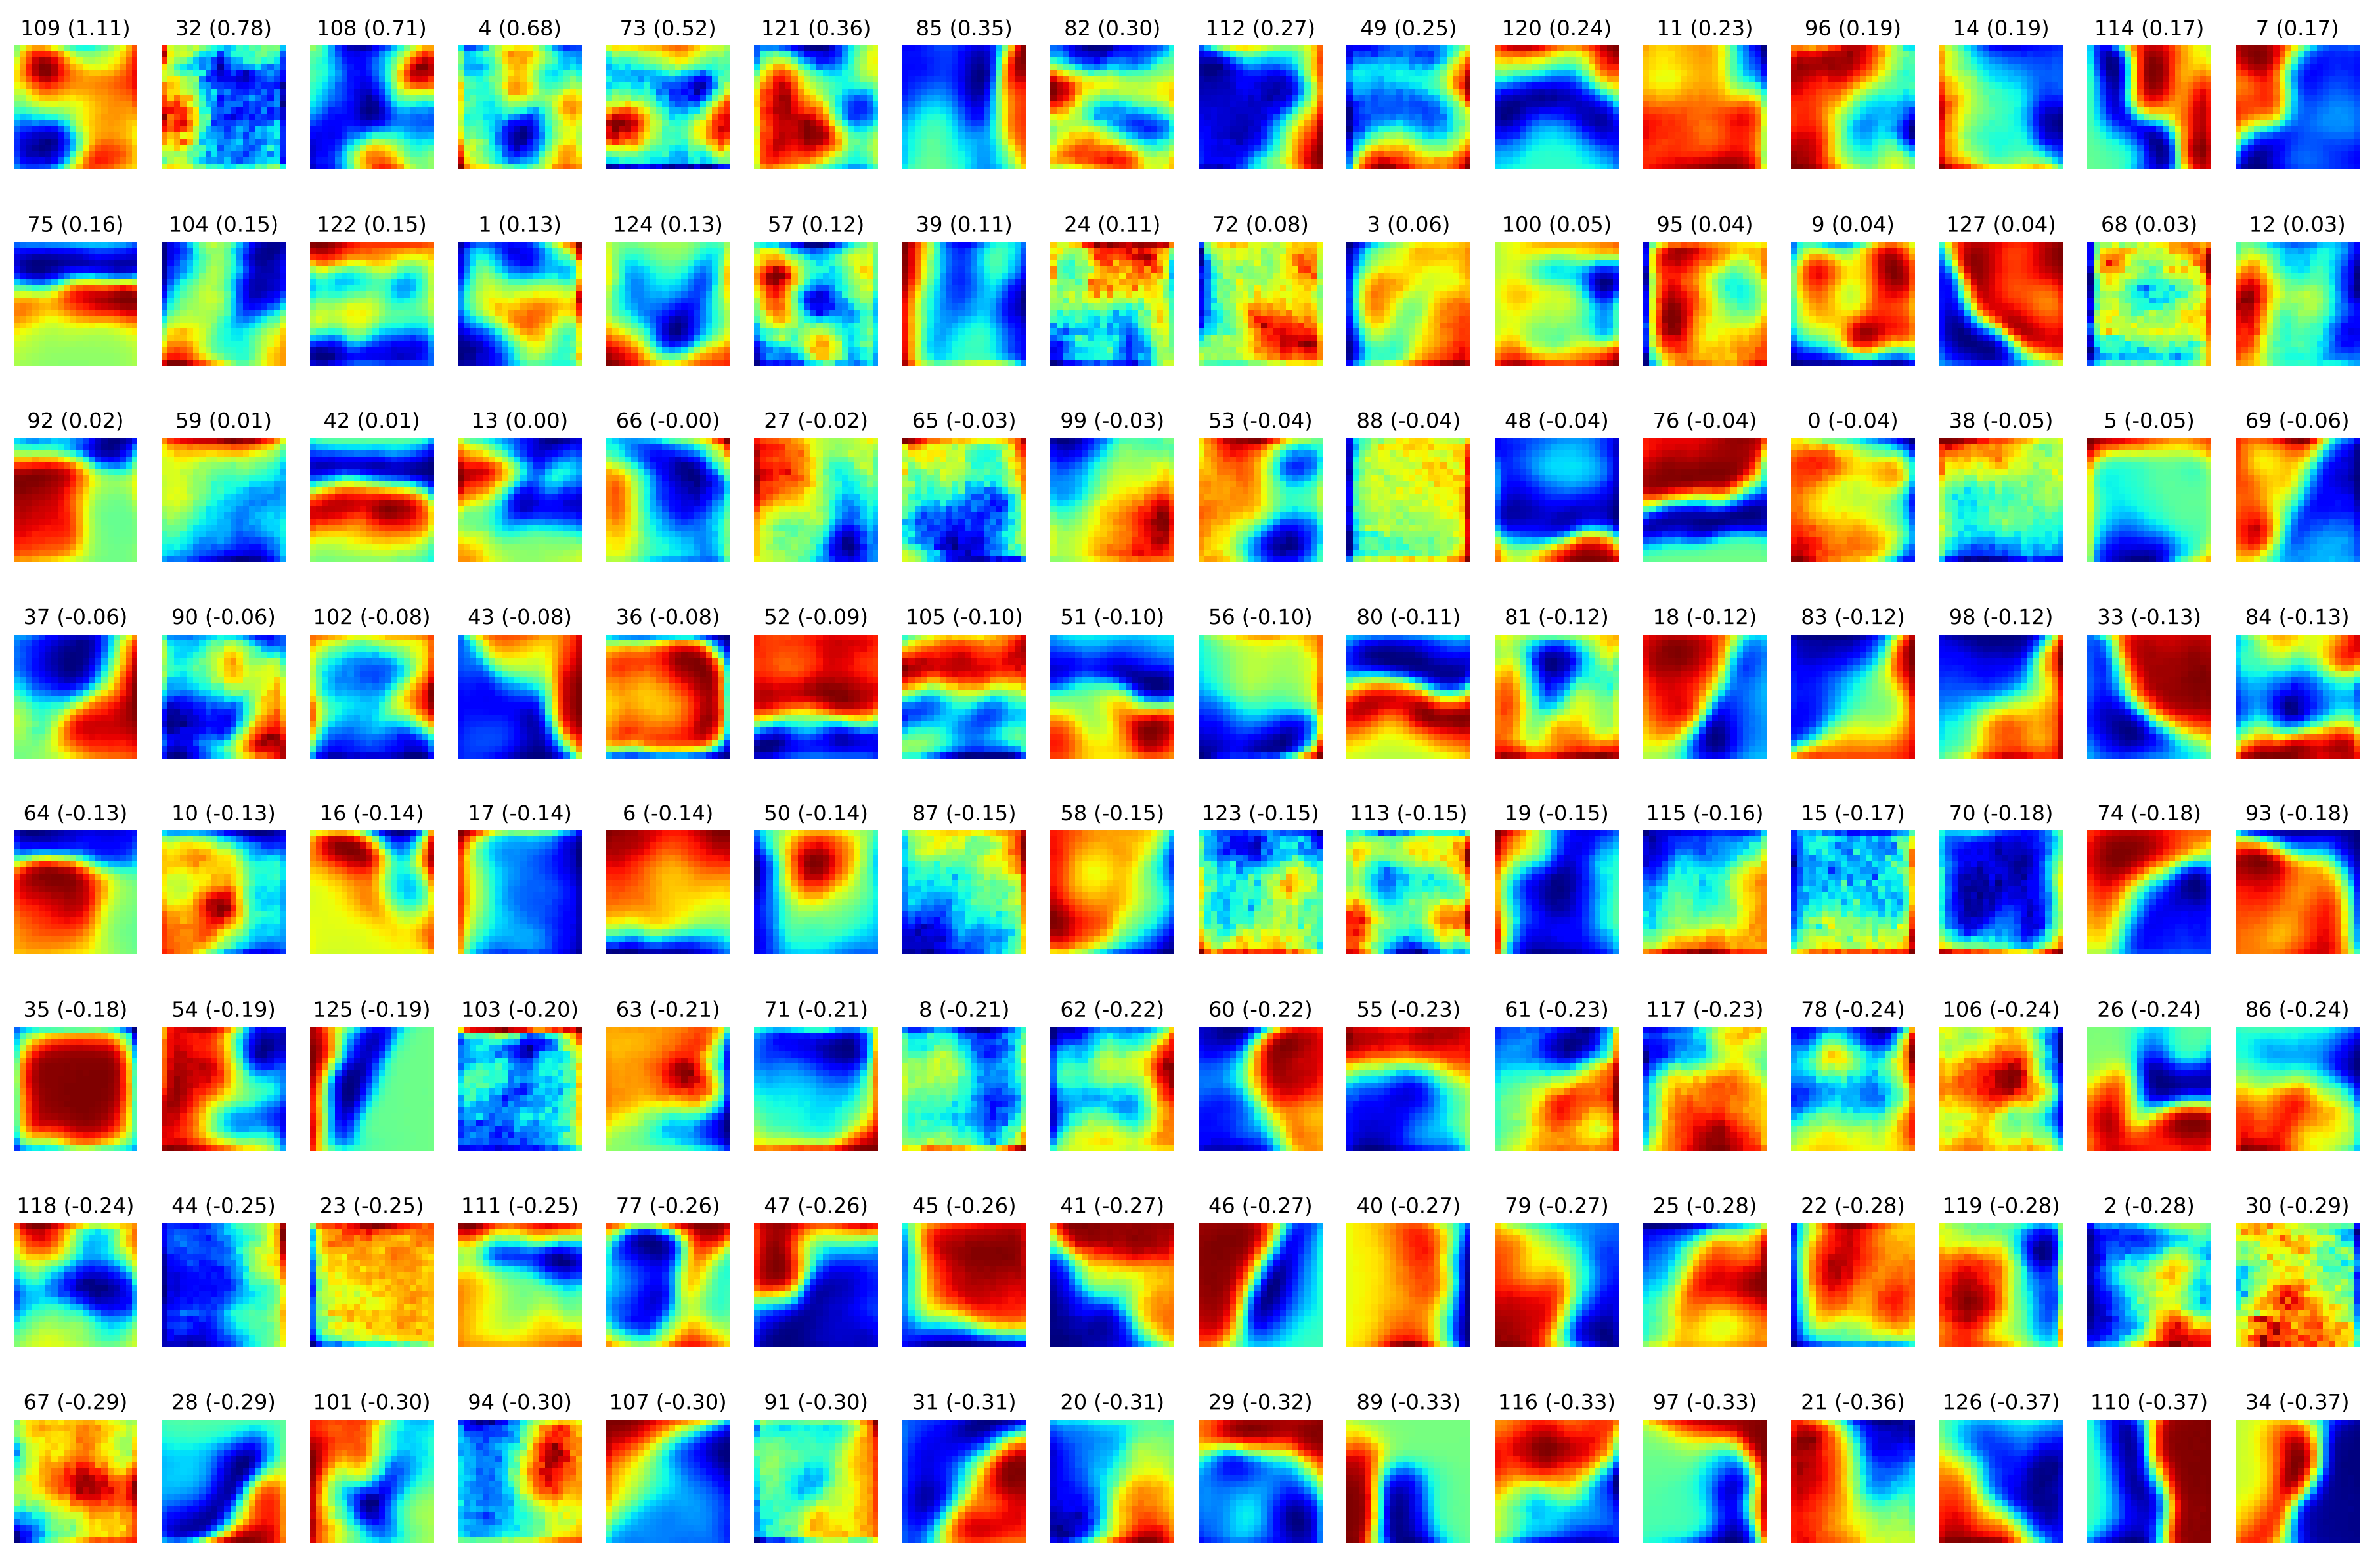 109 (1.11) 32 (0.78) 108 (0.71) 4 (0.68) 73 (0.52) 121 (0.36) 85 (0.35) 82 (0.30) 112 (0.27) 49 (0.25) 120 (0.24) 11 (0.23) 96 (0.19) 14 (0.19) 114 (0.17) 7 (0.17)
75 (0.16) 104 (0.15) 122 (0.15) 1 (0.13) 124 (0.13) 57 (0.12) 39 (0.11) 24 (0.11) 72 (0.08) 3 (0.06) 100 (0.05) 95 (0.04) 9 (0.04) 127 (0.04) 68 (0.03) 12 (0.03)
92 (0.02) 59 (0.01) 42 (0.01) 13 (0.00) 66 (-0.00) 27 (-0.02) 65 (-0.03) 99 (-0.03) 53 (-0.04) 88 (-0.04) 48 (-0.04) 76 (-0.04) 0 (-0.04) 38 (-0.05) 5 (-0.05) 69 (-0.06)
37 (-0.06) 90 (-0.06) 102 (-0.08) 43 (-0.08) 36 (-0.08) 52 (-0.09) 105 (-0.10) 51 (-0.10) 56 (-0.10) 80 (-0.11) 81 (-0.12) 18 (-0.12) 83 (-0.12) 98 (-0.12) 33 (-0.13) 84 (-0.13)
64 (-0.13) 10 (-0.13) 16 (-0.14) 17 (-0.14) 6 (-0.14) 50 (-0.14) 87 (-0.15) 58 (-0.15) 123 (-0.15) 113 (-0.15) 19 (-0.15) 115 (-0.16) 15 (-0.17) 70 (-0.18) 74 (-0.18) 93 (-0.18)
35 (-0.18) 54 (-0.19) 125 (-0.19) 103 (-0.20) 63 (-0.21) 71 (-0.21) 8 (-0.21) 62 (-0.22) 60 (-0.22) 55 (-0.23) 61 (-0.23) 117 (-0.23) 78 (-0.24) 106 (-0.24) 26 (-0.24) 86 (-0.24)
118 (-0.24) 44 (-0.25) 23 (-0.25) 111 (-0.25) 77 (-0.26) 47 (-0.26) 45 (-0.26) 41 (-0.27) 46 (-0.27) 40 (-0.27) 79 (-0.27) 25 (-0.28) 22 (-0.28) 119 (-0.28) 2 (-0.28) 30 (-0.29)
67 (-0.29) 28 (-0.29) 101 (-0.30) 94 (-0.30) 107 (-0.30) 91 (-0.30) 31 (-0.31) 20 (-0.31) 29 (-0.32) 89 (-0.33) 116 (-0.33) 97 (-0.33) 21 (-0.36) 126 (-0.37) 110 (-0.37) 34 (-0.37)